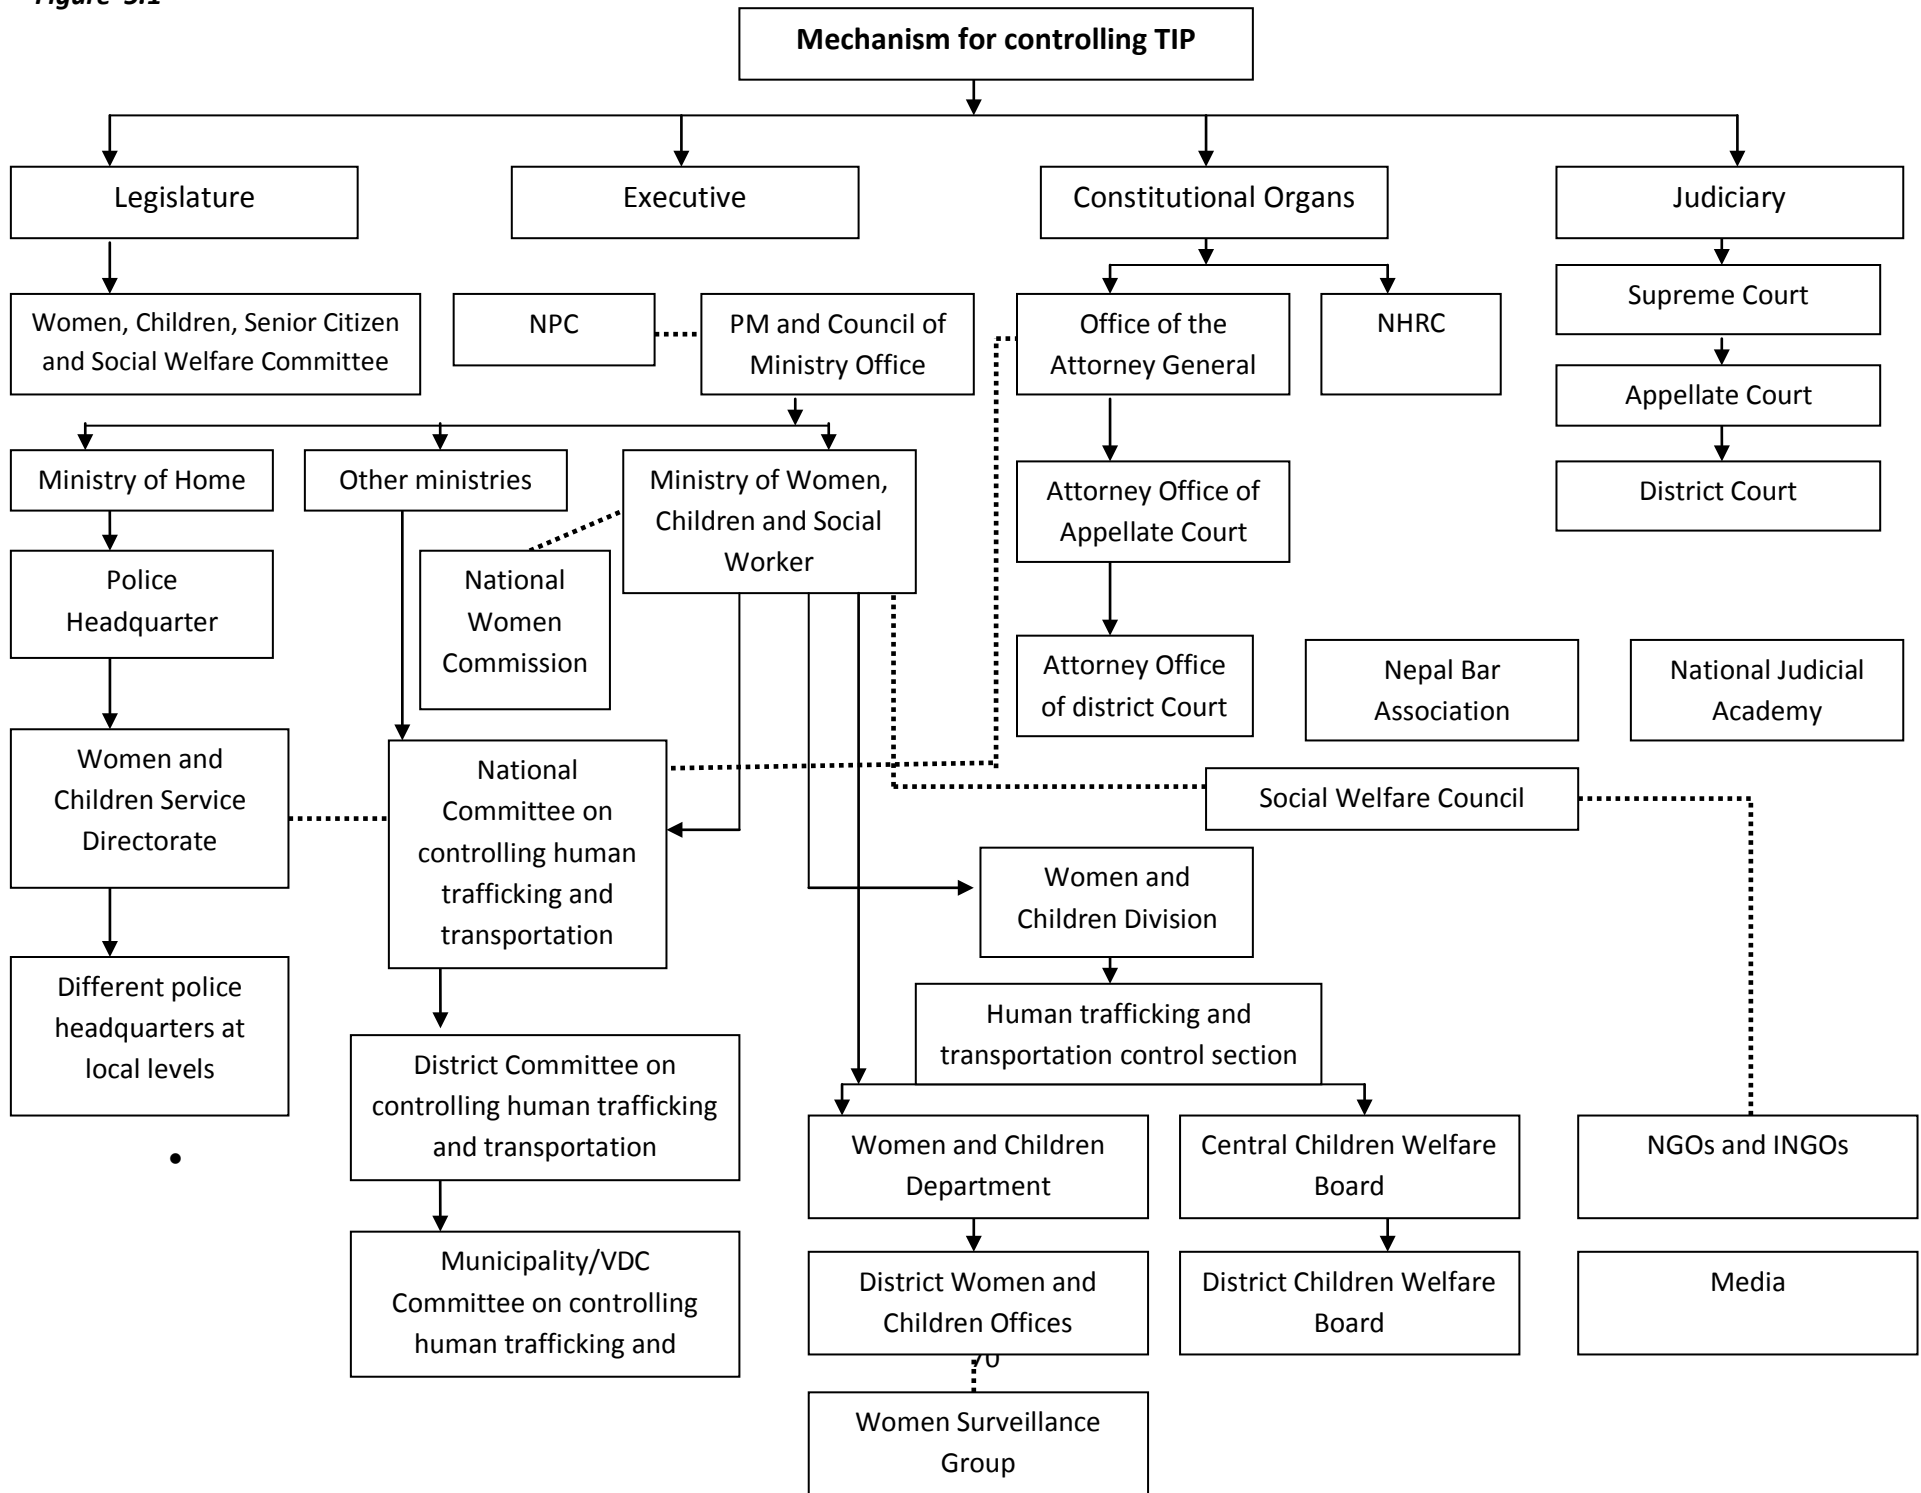 Figure 5.1
Mechanism for controlling TIP
Legislature
Executive
Constitutional Organs
Judiciary
Women, Children, Senior Citizen
and Social Welfare Committee
NPC
PM and Council of
Ministry Office
Office of the
Attorney General
NHRC
Supreme Court
Appellate Court
District Court
Ministry of Home
Other ministries
Ministry of Women,
Children and Social
Worker
Attorney Office of
Appellate Court
Police
Headquarter
National
Women
Commission
Attorney Office
of district Court
Nepal Bar
Association
National Judicial
Academy
Women and
Children Service
Directorate
National
Committee on
controlling human
trafficking and
transportation
Social Welfare Council
Women and
Children Division
Different police
headquarters at
local levels
Human trafficking and
transportation control section
District Committee on
controlling human trafficking
and transportation
Women and Children
Department
Central Children Welfare
Board
NGOs and INGOs
•
Municipality/VDC
Committee on controlling
human trafficking and
District Women and
Children Offices
District Children Welfare
Board
Media
70
Women Surveillance
Group